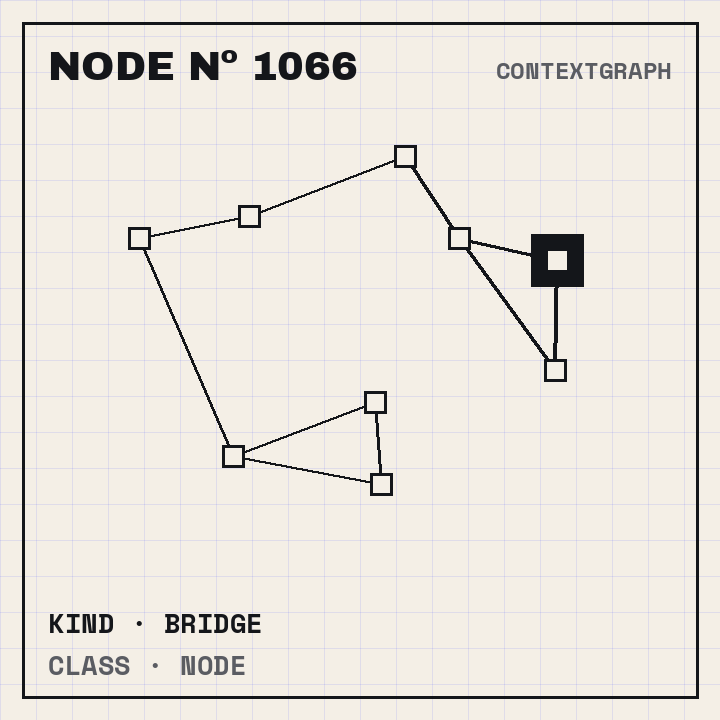 NODE Nº 1066
CONTEXTGRAPH
KIND · BRIDGE
CLASS · NODE